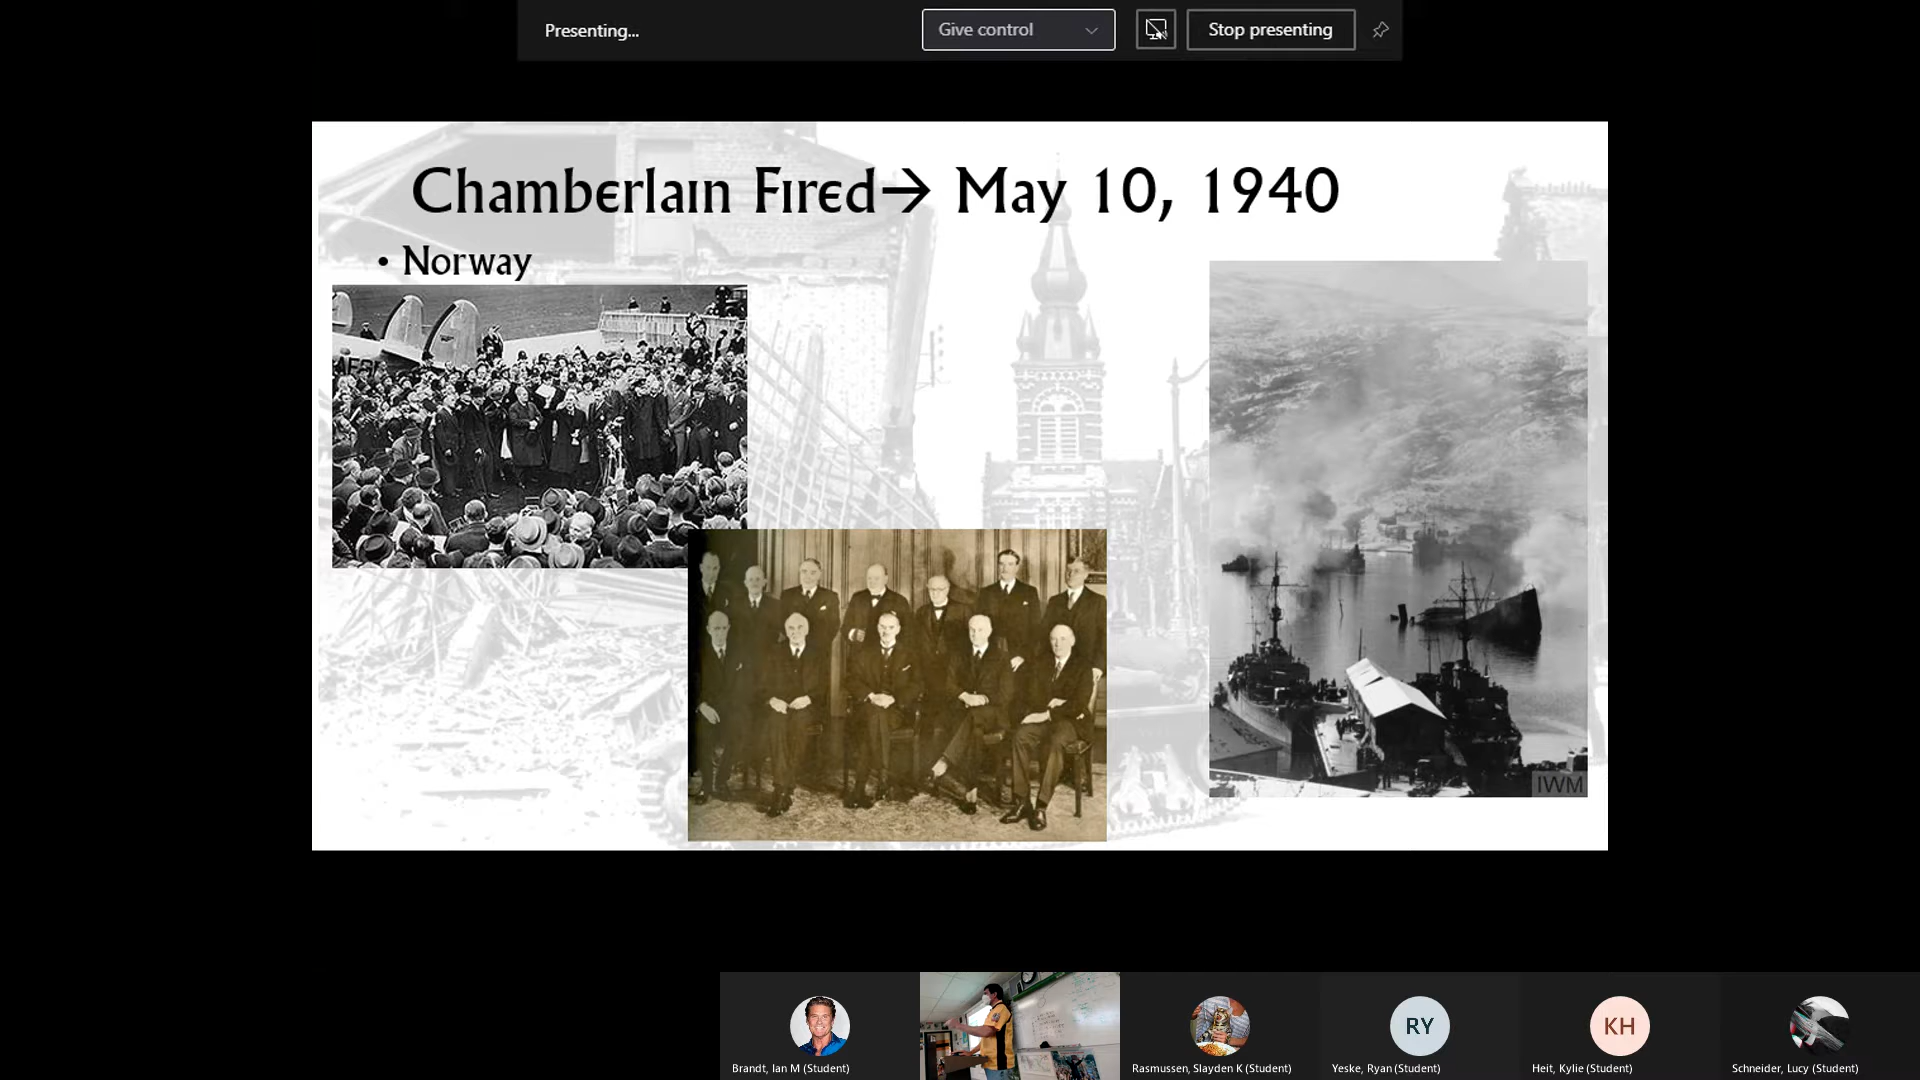 Presenting...
Give control
Stop presenting
Chamberlain Fired→ May 10, 1940
• Norway
IWM
RY
KH
Brandt, Ian M (Student)
Rasmussen, Slayden K (Student)
Yeske, Ryan (Student)
Heit, Kylie (Student)
Schneider, Lucy (Student)